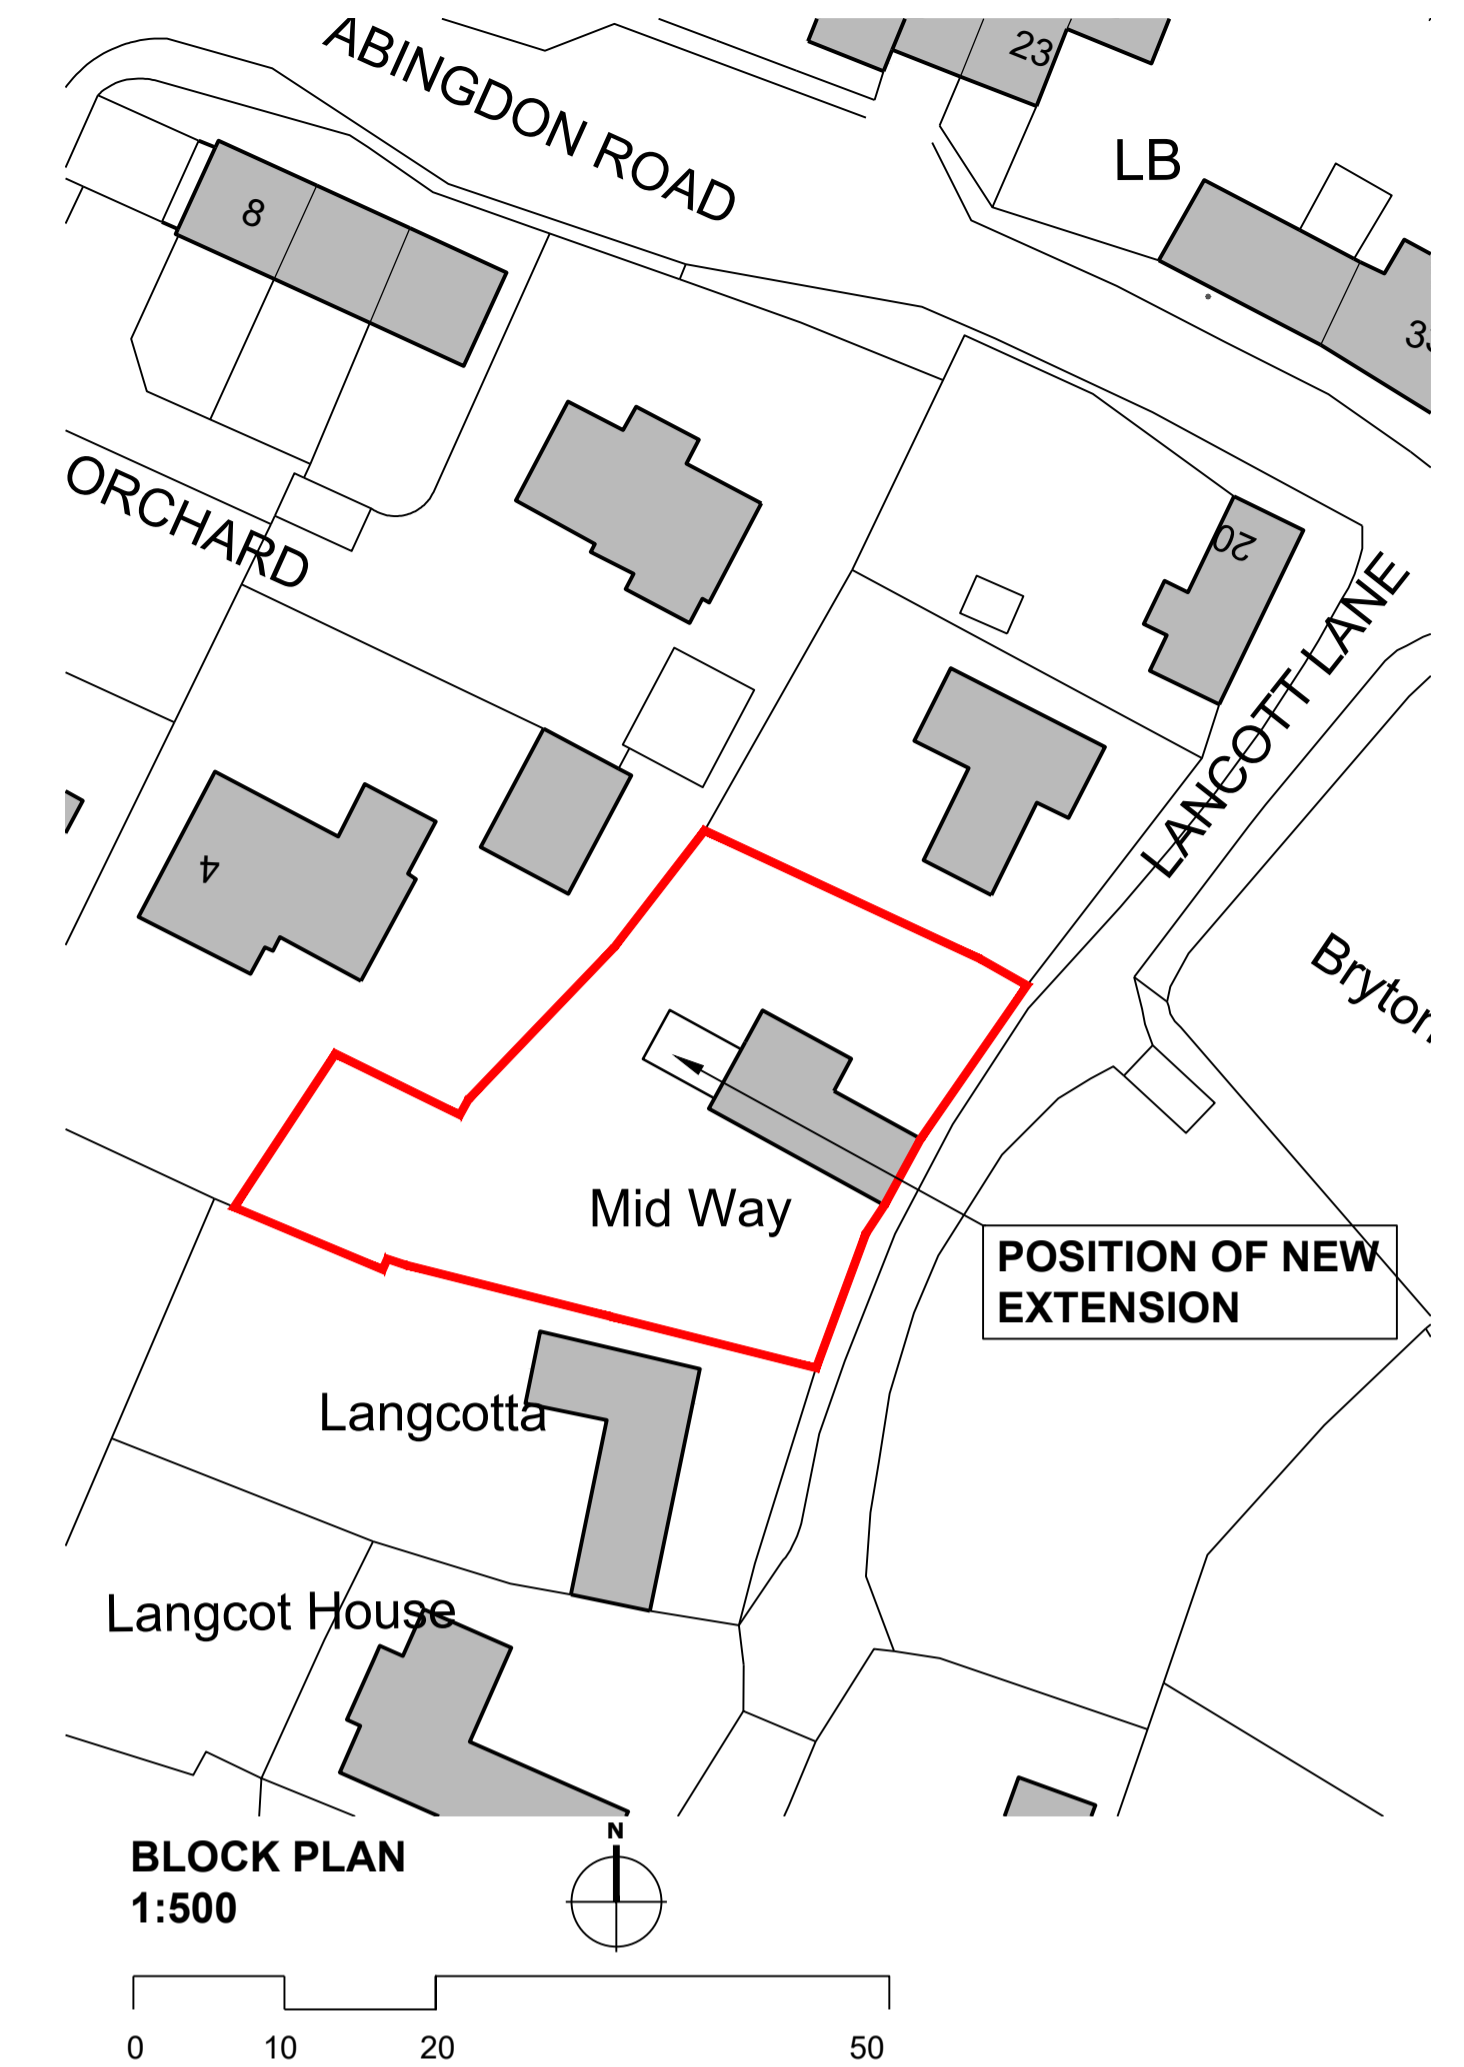 ABINGDON ROAD
23
LB
8
ORCHARD
20
LANCOTT LANE
4
Mid Way
POSITION OF NEW
EXTENSION
Langcotta
Langcot House
BLOCK PLAN
1:500
N
0 10 20 50